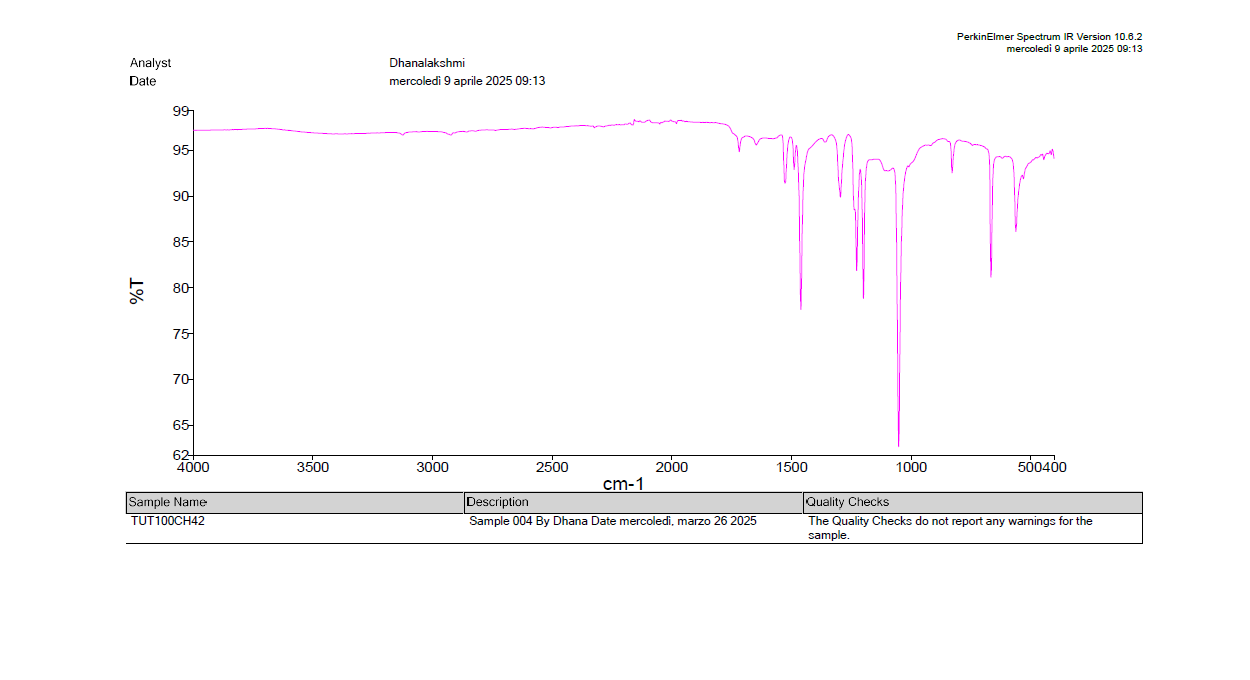 PerkinElmer Spectrum IR Version 10.6.2
mercoledì 9 aprile 2025 09:13
Analyst Dhanalakshmi
Date mercoledì 9 aprile 2025 09:13
99
95
90
85
80
75
70
65
62
%T
4000 3500 3000 2500 2000 1500 1000 500 400
cm-1
Sample Name Description Quality Checks
TUT100CH42 Sample 004 By Dhana Date mercoledì, marzo 26 2025 The Quality Checks do not report any warnings for the
sample.